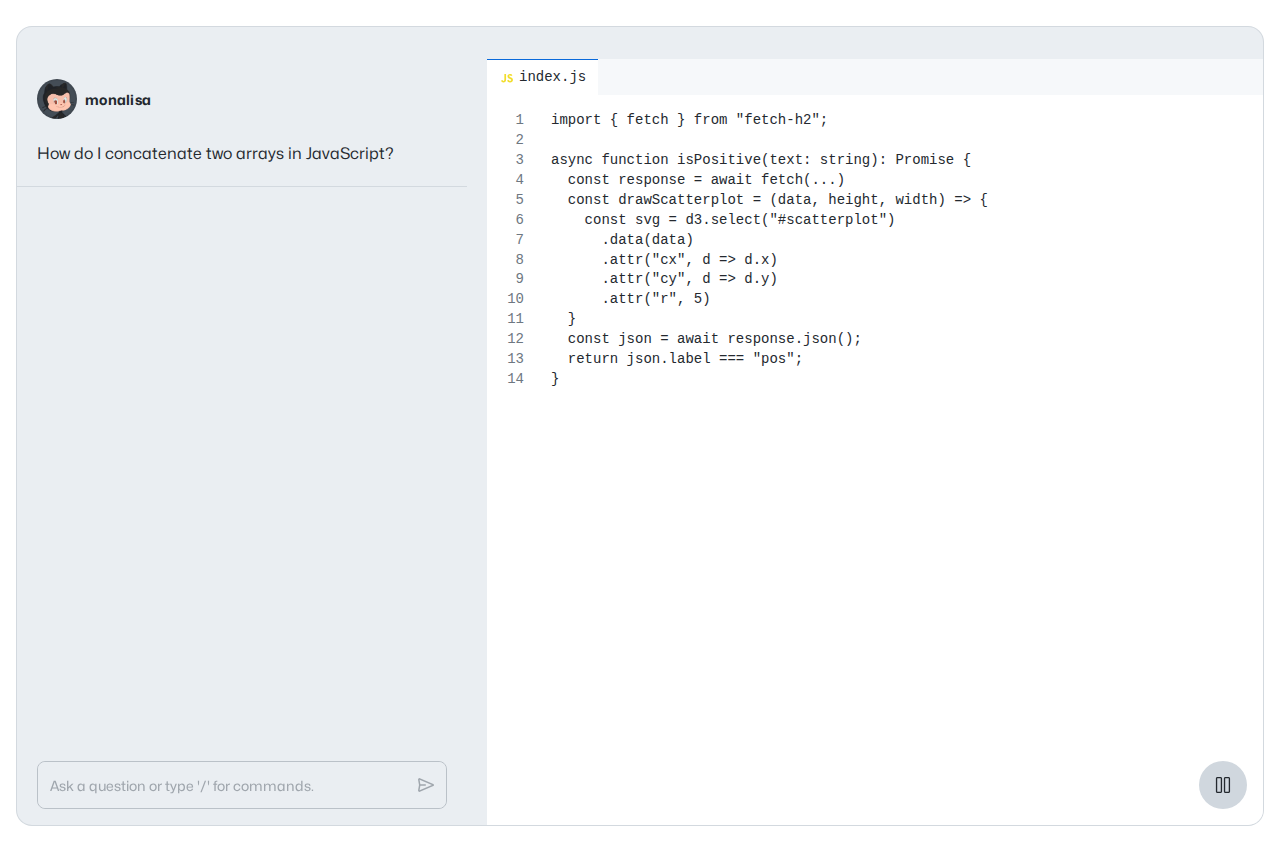 monalisa
How do I concatenate two arrays in JavaScript?
Ask a question or type '/' for commands.
JS index.js
1 import { fetch } from "fetch-h2";
2
3 async function isPositive(text: string): Promise {
4   const response = await fetch(...)
5   const drawScatterplot = (data, height, width) => {
6     const svg = d3.select("#scatterplot")
7       .data(data)
8       .attr("cx", d => d.x)
9       .attr("cy", d => d.y)
10       .attr("r", 5)
11   }
12   const json = await response.json();
13   return json.label === "pos";
14 }